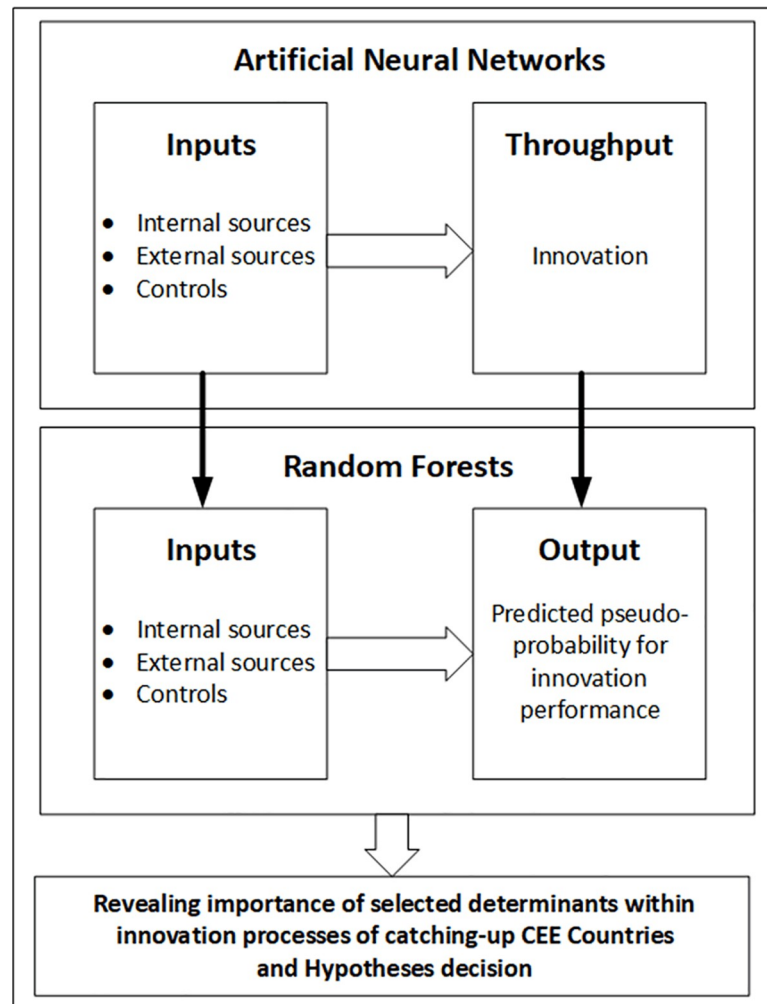 Artificial Neural Networks
Inputs
• Internal sources
• External sources
• Controls
Throughput
Innovation
Random Forests
Inputs
• Internal sources
• External sources
• Controls
Output
Predicted pseudo-
probability for
innovation
performance
Revealing importance of selected determinants within
innovation processes of catching-up CEE Countries
and Hypotheses decision